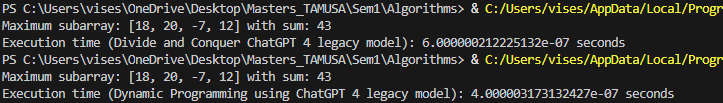 PS C:\Users\vises\OneDrive\Desktop\Masters_TAMUSA\Sem1\Algorithms> & C:/Users/vises/AppData/Local/Progr
Maximum subarray: [18, 20, -7, 12] with sum: 43
Execution time (Divide and Conquer ChatGPT 4 legacy model): 6.000000212225132e-07 seconds
PS C:\Users\vises\OneDrive\Desktop\Masters_TAMUSA\Sem1\Algorithms> & C:/Users/vises/AppData/Local/Progr
Maximum subarray: [18, 20, -7, 12] with sum: 43
Execution time (Dynamic Programming using ChatGPT 4 legacy model): 4.000003173132427e-07 seconds